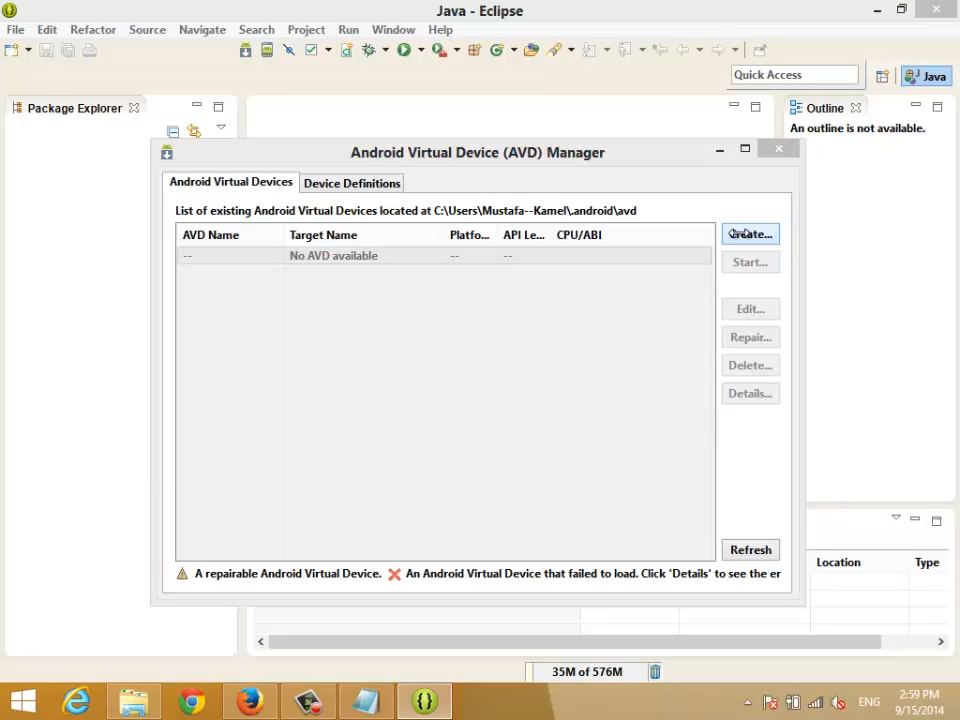 Java - Eclipse
File Edit Refactor Source Navigate Search Project Run Window Help
Quick Access
Java
Package Explorer
Outline
An outline is not available.
Android Virtual Device (AVD) Manager
Android Virtual Devices Device Definitions
List of existing Android Virtual Devices located at C:\Users\Mustafa--Kamel\.android\avd
AVD Name Target Name Platfo... API Le... CPU/ABI
-- No AVD available -- --
Create...
Start...
Edit...
Repair...
Delete...
Details...
Refresh
A repairable Android Virtual Device. An Android Virtual Device that failed to load. Click 'Details' to see the er
Location Type
35M of 576M
ENG
2:59 PM
9/15/2014